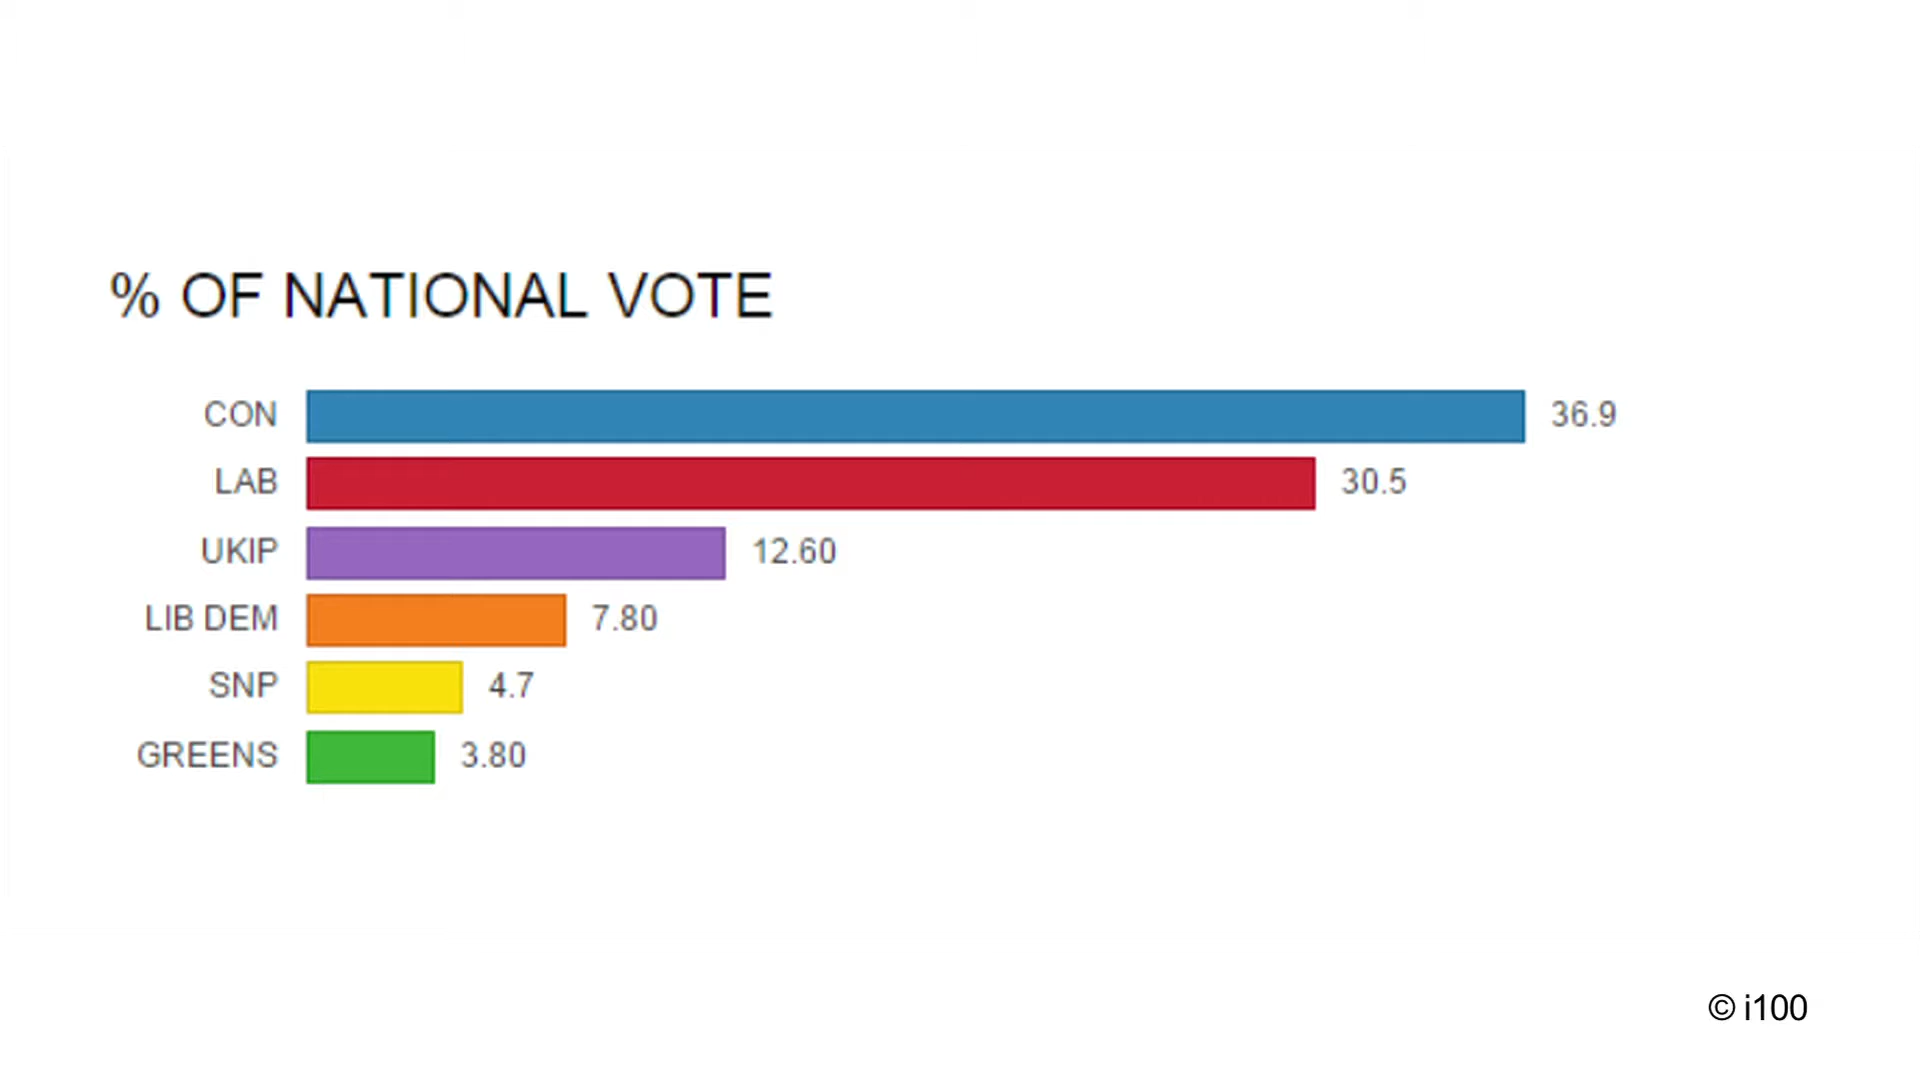 % OF NATIONAL VOTE
CON 36.9
LAB 30.5
UKIP 12.60
LIB DEM 7.80
SNP 4.7
GREENS 3.80
© i100